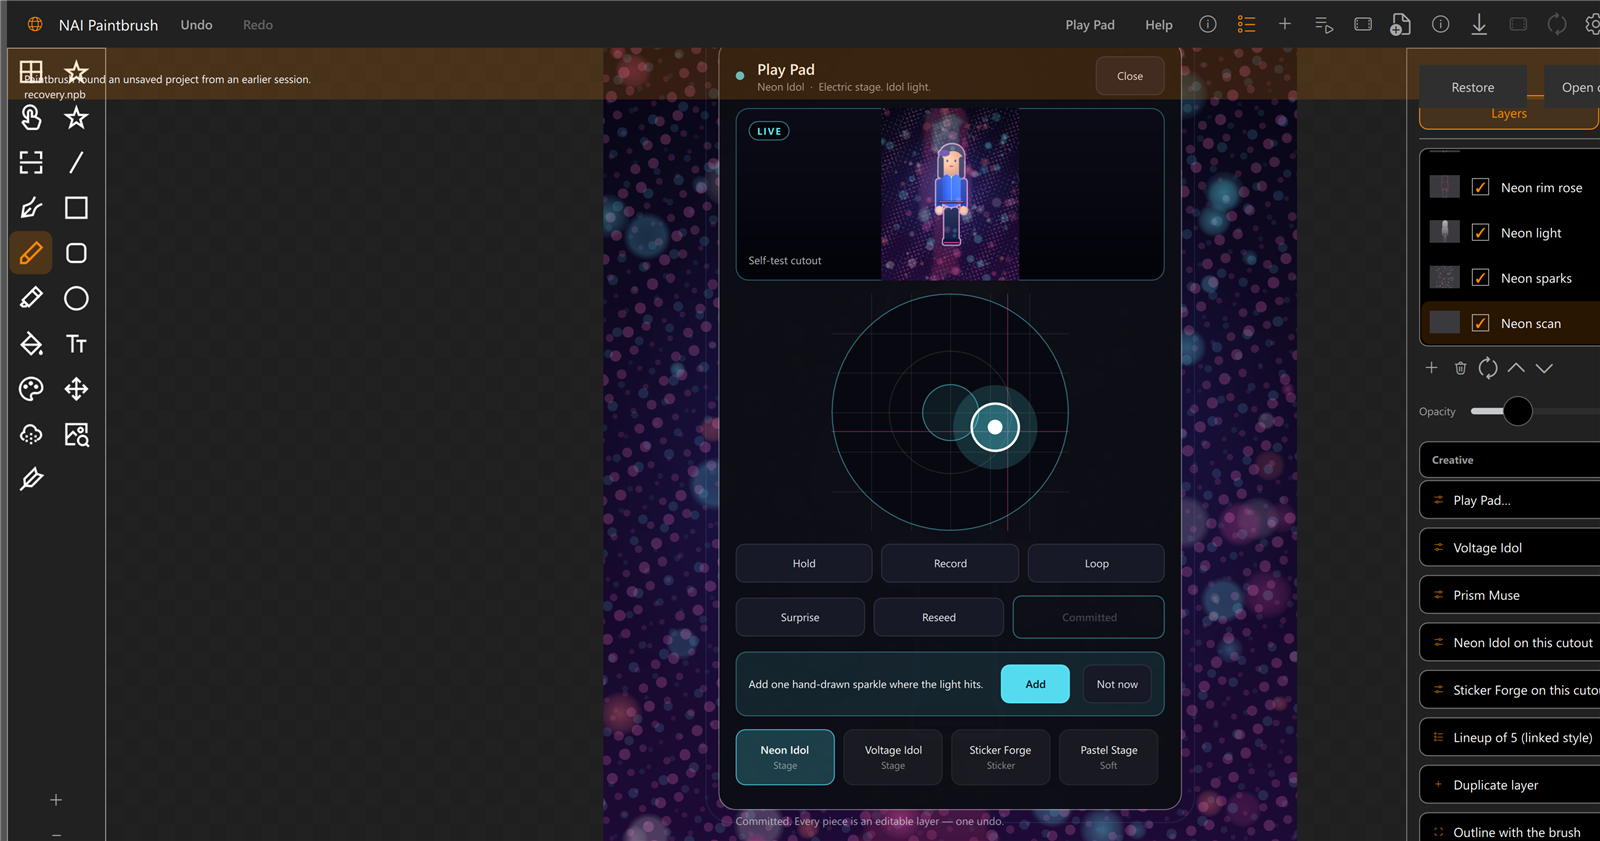 NAI Paintbrush
Undo
Redo
Play Pad
Help
Paintbrush found an unsaved project from an earlier session.
recovery.npb
Restore
Open
Play Pad
Neon Idol · Electric stage. Idol light.
Close
LIVE
Self-test cutout
Hold
Record
Loop
Surprise
Reseed
Committed
Add one hand-drawn sparkle where the light hits.
Add
Not now
Neon Idol
Stage
Voltage Idol
Stage
Sticker Forge
Sticker
Pastel Stage
Soft
Committed. Every piece is an editable layer — one undo.
Layers
Neon rim rose
Neon light
Neon sparks
Neon scan
Opacity
Creative
Play Pad...
Voltage Idol
Prism Muse
Neon Idol on this cutout
Sticker Forge on this cuto
Lineup of 5 (linked style)
Duplicate layer
Outline with the brush